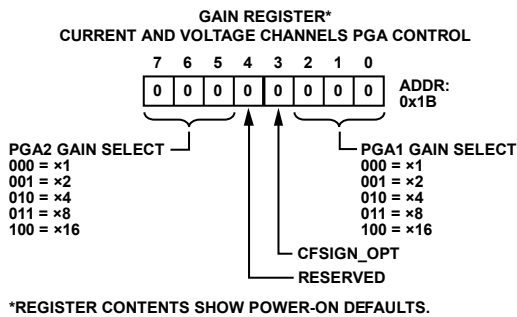 GAIN REGISTER*
CURRENT AND VOLTAGE CHANNELS PGA CONTROL
7 6 5 4 3 2 1 0
0 0 0 0 0 0 0 0
ADDR:
0x1B
PGA2 GAIN SELECT
000 = ×1
001 = ×2
010 = ×4
011 = ×8
100 = ×16
PGA1 GAIN SELECT
000 = ×1
001 = ×2
010 = ×4
011 = ×8
100 = ×16
CFSIGN_OPT
RESERVED
*REGISTER CONTENTS SHOW POWER-ON DEFAULTS.